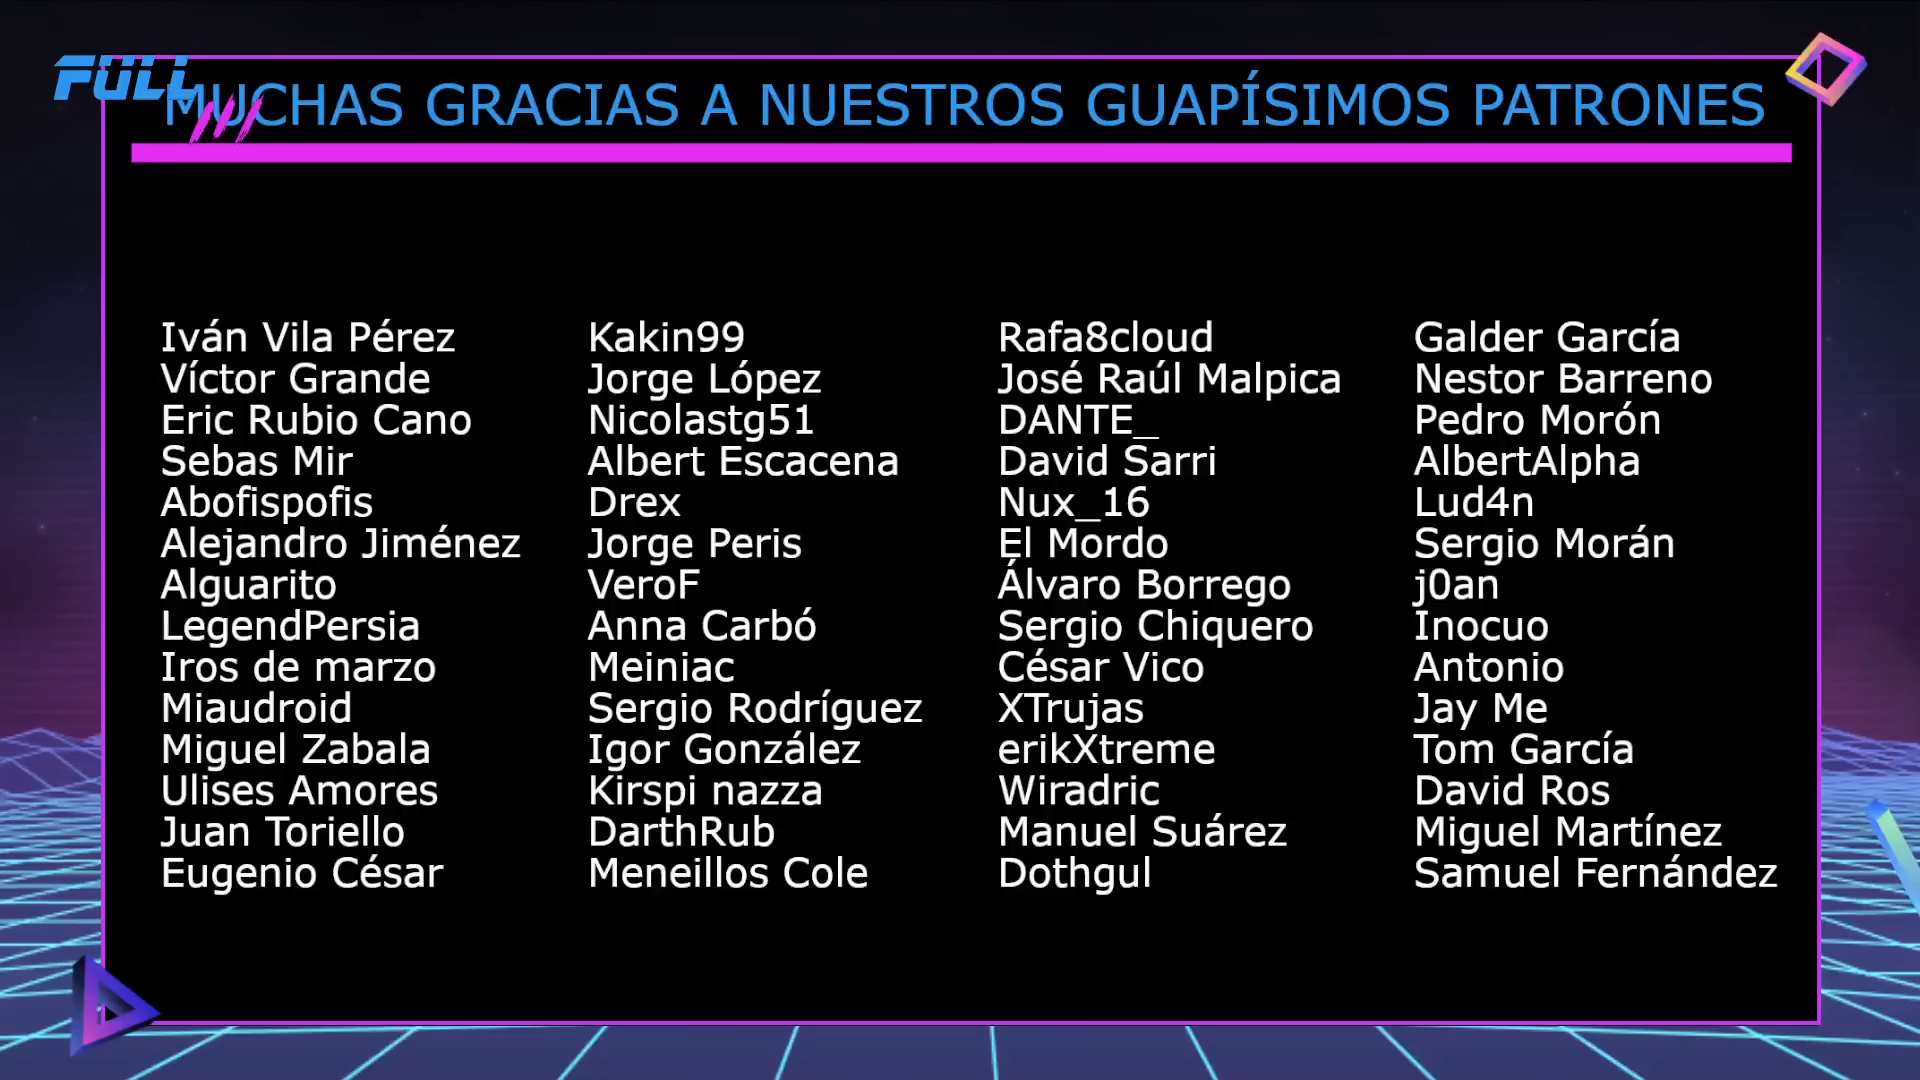 FULL
MUCHAS GRACIAS A NUESTROS GUAPÍSIMOS PATRONES
Iván Vila Pérez
Víctor Grande
Eric Rubio Cano
Sebas Mir
Abofispofis
Alejandro Jiménez
Alguarito
LegendPersia
Iros de marzo
Miaudroid
Miguel Zabala
Ulises Amores
Juan Toriello
Eugenio César
Kakin99
Jorge López
Nicolastg51
Albert Escacena
Drex
Jorge Peris
VeroF
Anna Carbó
Meiniac
Sergio Rodríguez
Igor González
Kirspi nazza
DarthRub
Meneillos Cole
Rafa8cloud
José Raúl Malpica
DANTE_
David Sarri
Nux_16
El Mordo
Álvaro Borrego
Sergio Chiquero
César Vico
XTrujas
erikXtreme
Wiradric
Manuel Suárez
Dothgul
Galder García
Nestor Barreno
Pedro Morón
AlbertAlpha
Lud4n
Sergio Morán
j0an
Inocuo
Antonio
Jay Me
Tom García
David Ros
Miguel Martínez
Samuel Fernández